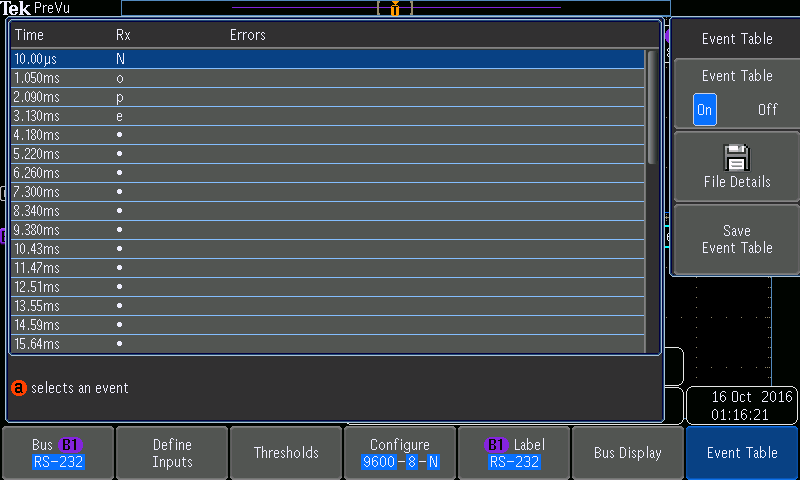 Tek PreVu
T
Time Rx Errors
10.00µs N
1.050ms o
2.090ms p
3.130ms e
4.180ms •
5.220ms •
6.260ms •
7.300ms •
8.340ms •
9.380ms •
10.43ms •
11.47ms •
12.51ms •
13.55ms •
14.59ms •
15.64ms •
a selects an event
Event Table
Event Table
On Off
File Details
Save
Event Table
16 Oct 2016
01:16:21
Bus B1
RS-232
Define
Inputs
Thresholds
Configure
9600-8-N
B1 Label
RS-232
Bus Display
Event Table